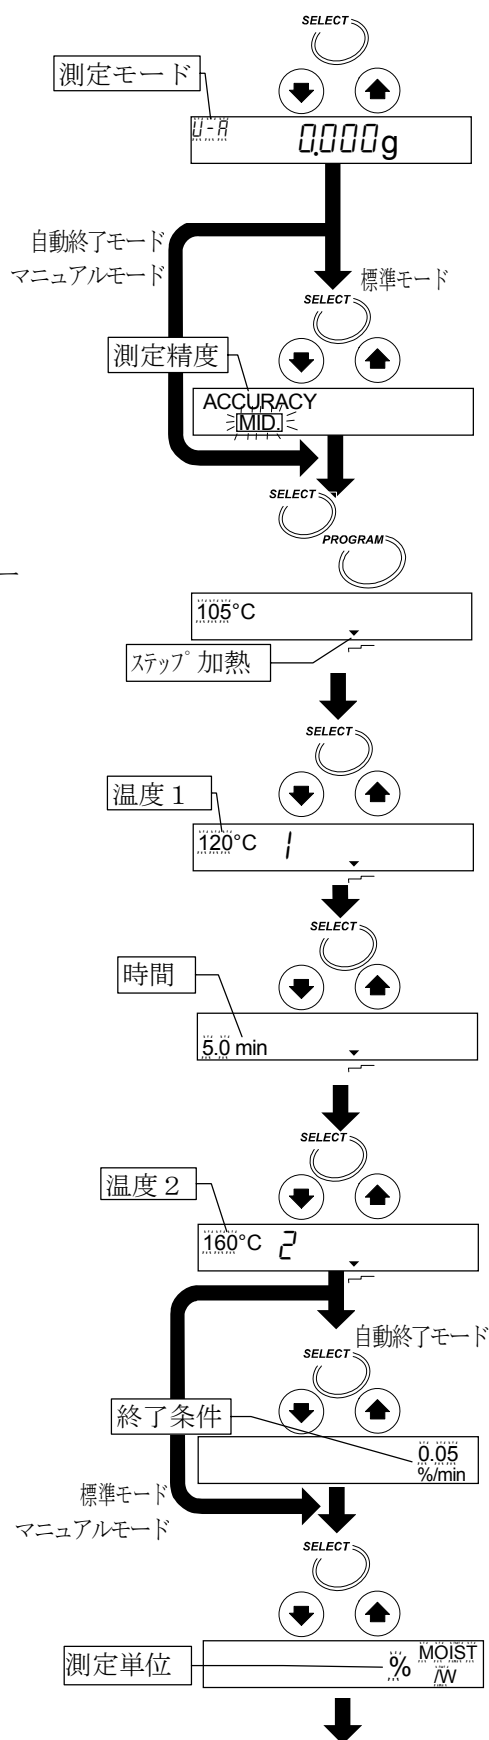 SELECT
測定モード
U-A 0.000g
自動終了モード
マニュアルモード
標準モード
SELECT
測定精度
ACCURACY
MID.
SELECT
PROGRAM
ー
105°C
ステップ加熱
SELECT
温度1
120°C 1
SELECT
時間
5.0 min
SELECT
温度2
160°C 2
自動終了モード
SELECT
終了条件
0.05
%/min
標準モード
マニュアルモード
SELECT
測定単位
% MOIST
/W